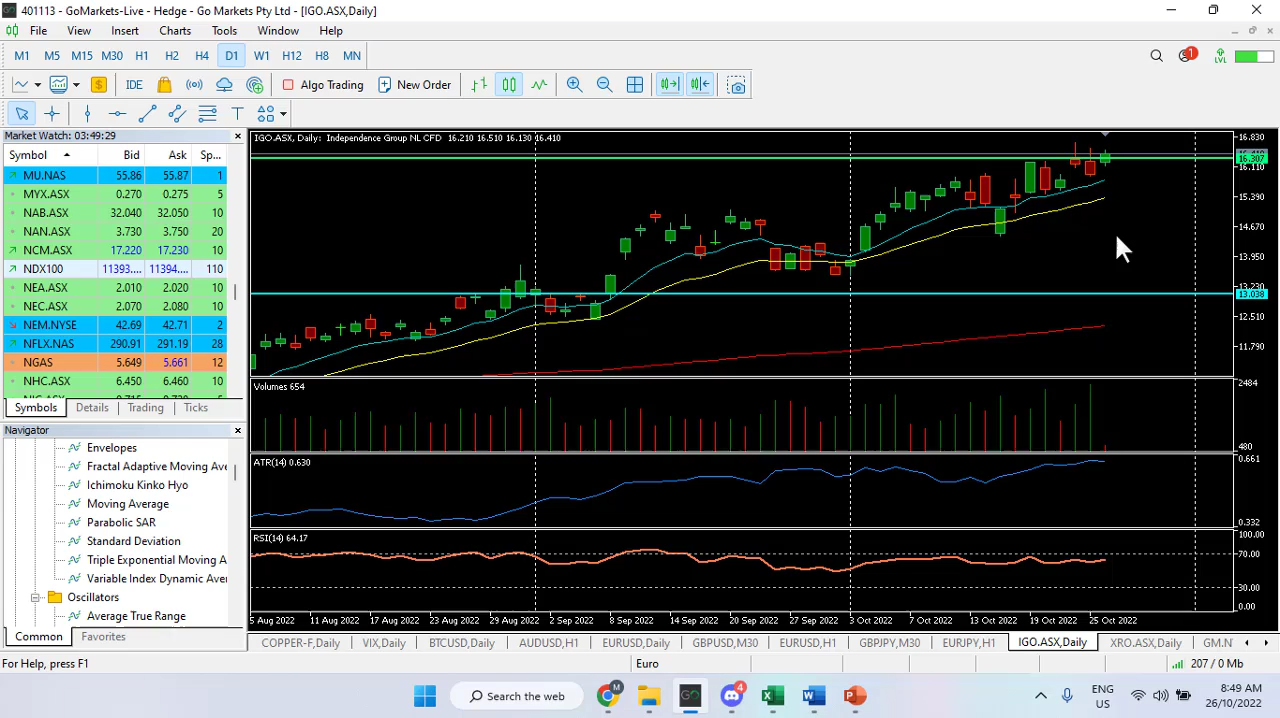 401113 - GoMarkets-Live - Hedge - Go Markets Pty Ltd - [IGO.ASX,Daily]
File View Insert Charts Tools Window Help
M1 M5 M15 M30 H1 H2 H4 D1 W1 H12 H8 MN
1 LVL
IDE Algo Trading New Order
Market Watch: 03:49:29
Symbol Bid Ask Sp...
MU.NAS 55.86 55.87 1
MYX.ASX 0.270 0.275 5
NAB.ASX 32.040 32.050 10
NAN.ASX 3.730 3.750 20
NCM.ASX 17.220 17.230 10
NDX100 11393.... 11394.... 110
NEA.ASX 2.010 2.020 10
NEC.ASX 2.070 2.080 10
NEM.NYSE 42.69 42.71 2
NFLX.NAS 290.91 291.19 28
NGAS 5.649 5.661 12
NHC.ASX 6.450 6.460 10
Symbols Details Trading Ticks
Navigator
Envelopes
Fractal Adaptive Moving Ave
Ichimoku Kinko Hyo
Moving Average
Parabolic SAR
Standard Deviation
Triple Exponential Moving A
Variable Index Dynamic Aver
Oscillators
Average True Range
Common Favorites
IGO.ASX, Daily: Independence Group NL CFD 16.210 16.510 16.130 16.410
16.830
16.307
16.110
15.390
14.670
13.950
13.230
13.038
12.510
11.790
Volumes 654
2484
480
ATR(14) 0.630
0.661
0.332
RSI(14) 64.17
100.00
70.00
30.00
0.00
5 Aug 2022 11 Aug 2022 17 Aug 2022 23 Aug 2022 29 Aug 2022 2 Sep 2022 8 Sep 2022 14 Sep 2022 20 Sep 2022 27 Sep 2022 3 Oct 2022 7 Oct 2022 13 Oct 2022 19 Oct 2022 25 Oct 2022
COPPER-F,Daily VIX,Daily BTCUSD,Daily AUDUSD,H1 EURUSD,Daily GBPUSD,M30 EURUSD,H1 GBPJPY,M30 EURJPY,H1 IGO.ASX,Daily XRO.ASX,Daily GM.N
For Help, press F1 Euro 207 / 0 Mb
Search the web
M
GO
4
ENG
US
8:49 AM
26/10/2022